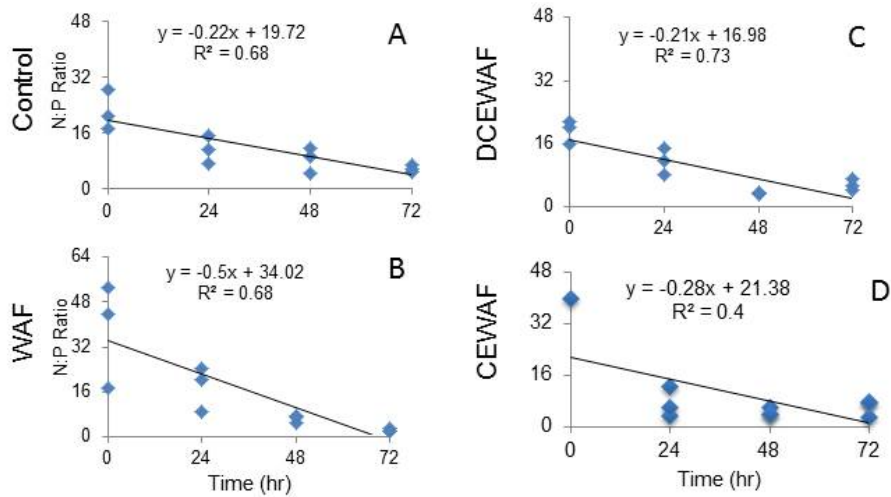 Control
N:P Ratio
48
32
16
0
0 24 48 72
y = -0.22x + 19.72
R² = 0.68
A
DCEWAF
48
32
16
0
0 24 48 72
y = -0.21x + 16.98
R² = 0.73
C
WAF
N:P Ratio
64
48
32
16
0
0 24 48 72
Time (hr)
y = -0.5x + 34.02
R² = 0.68
B
CEWAF
48
32
16
0
0 24 48 72
Time (hr)
y = -0.28x + 21.38
R² = 0.4
D